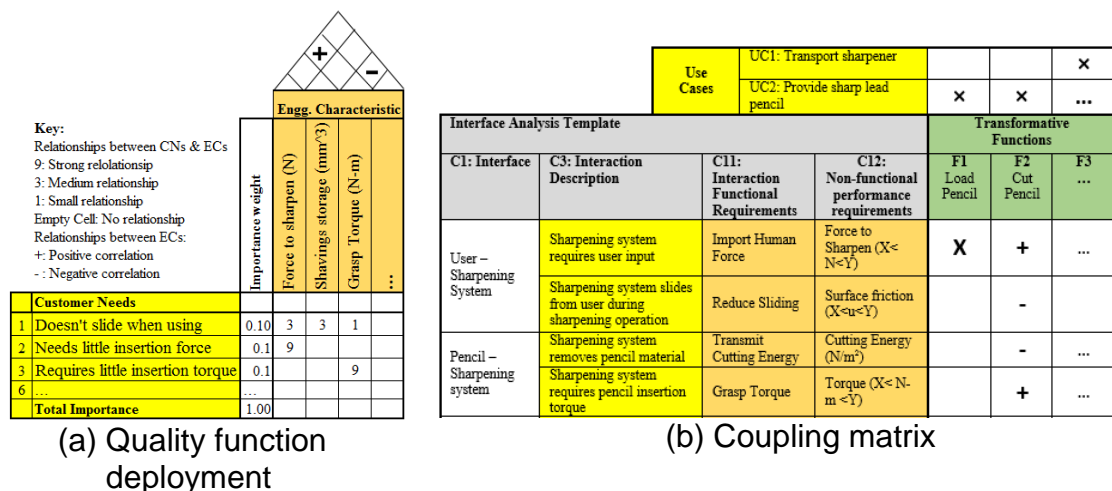 +
-
Engg. Characteristic
Key:
Relationships between CNs & ECs
9: Strong relolationsip
3: Medium relationship
1: Small relationship
Empty Cell: No relationship
Relationships between ECs:
+: Positive correlation
- : Negative correlation
Importance weight
Force to sharpen (N)
Shavings storage (mm^3)
Grasp Torque (N-m)
...
Customer Needs
1 Doesn't slide when using 0.10 3 3 1
2 Needs little insertion force 0.1 9
3 Requires little insertion torque 0.1 9
6 ... ...
Total Importance 1.00
(a) Quality function
deployment
Use
Cases
UC1: Transport sharpener
×
UC2: Provide sharp lead
pencil
× × ...
Interface Analysis Template
Transformative
Functions
C1: Interface
C3: Interaction
Description
C11:
Interaction
Functional
Requirements
C12:
Non-functional
performance
requirements
F1
Load
Pencil
F2
Cut
Pencil
F3
...
User –
Sharpening
System
Sharpening system
requires user input
Import Human
Force
Force to
Sharpen (X<
N<Y)
X + ...
Sharpening system slides
from user during
sharpening operation
Reduce Sliding
Surface friction
(X<u<Y)
-
Pencil –
Sharpening
system
Sharpening system
removes pencil material
Transmit
Cutting Energy
Cutting Energy
(N/m²)
- ...
Sharpening system
requires pencil insertion
torque
Grasp Torque
Torque (X< N-
m <Y)
+ ...
(b) Coupling matrix